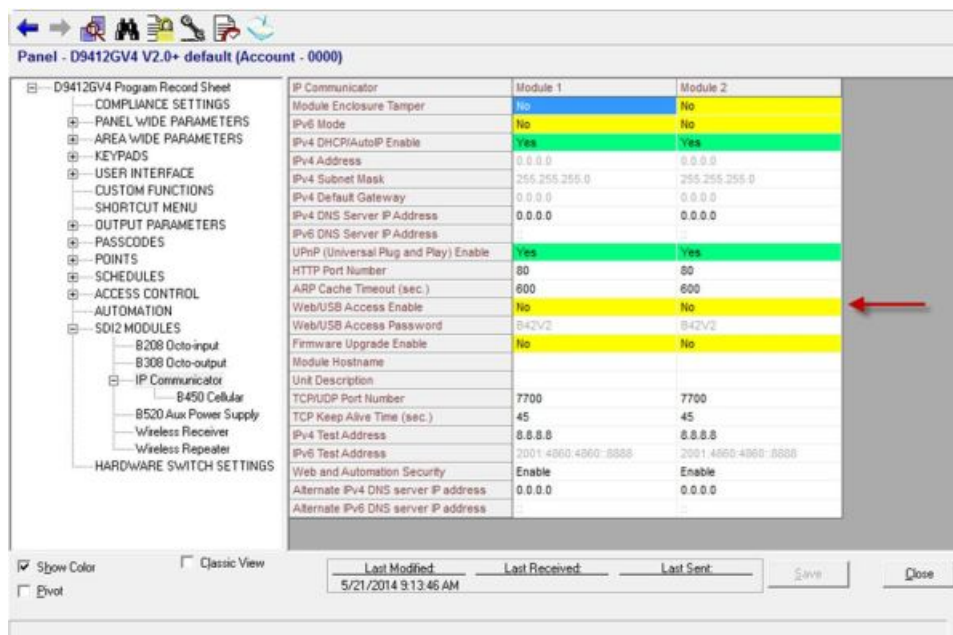 Panel - D9412GV4 V2.0+ default (Account - 0000)
D9412GV4 Program Record Sheet
COMPLIANCE SETTINGS
PANEL WIDE PARAMETERS
AREA WIDE PARAMETERS
KEYPADS
USER INTERFACE
CUSTOM FUNCTIONS
SHORTCUT MENU
OUTPUT PARAMETERS
PASSCODES
POINTS
SCHEDULES
ACCESS CONTROL
AUTOMATION
SDI2 MODULES
B208 Octo-input
B308 Octo-output
IP Communicator
B450 Cellular
B520 Aux Power Supply
Wireless Receiver
Wireless Repeater
HARDWARE SWITCH SETTINGS
IP Communicator Module 1 Module 2
Module Enclosure Tamper No No
IPv6 Mode No No
IPv4 DHCP/AutoIP Enable Yes Yes
IPv4 Address 0.0.0.0 0.0.0.0
IPv4 Subnet Mask 255.255.255.0 255.255.255.0
IPv4 Default Gateway 0.0.0.0 0.0.0.0
IPv4 DNS Server IP Address 0.0.0.0 0.0.0.0
IPv6 DNS Server IP Address :: ::
UPnP (Universal Plug and Play) Enable Yes Yes
HTTP Port Number 80 80
ARP Cache Timeout (sec.) 600 600
Web/USB Access Enable No No
Web/USB Access Password B42V2 B42V2
Firmware Upgrade Enable No No
Module Hostname
Unit Description
TCP/UDP Port Number 7700 7700
TCP Keep Alive Time (sec.) 45 45
IPv4 Test Address 8.8.8.8 8.8.8.8
IPv6 Test Address 2001:4860:4860::8888 2001:4860:4860::8888
Web and Automation Security Enable Enable
Alternate IPv4 DNS server IP address 0.0.0.0 0.0.0.0
Alternate IPv6 DNS server IP address :: ::
Show Color Classic View
Pivot
Last Modified: Last Received: Last Sent:
5/21/2014 9:13:46 AM
Save Close